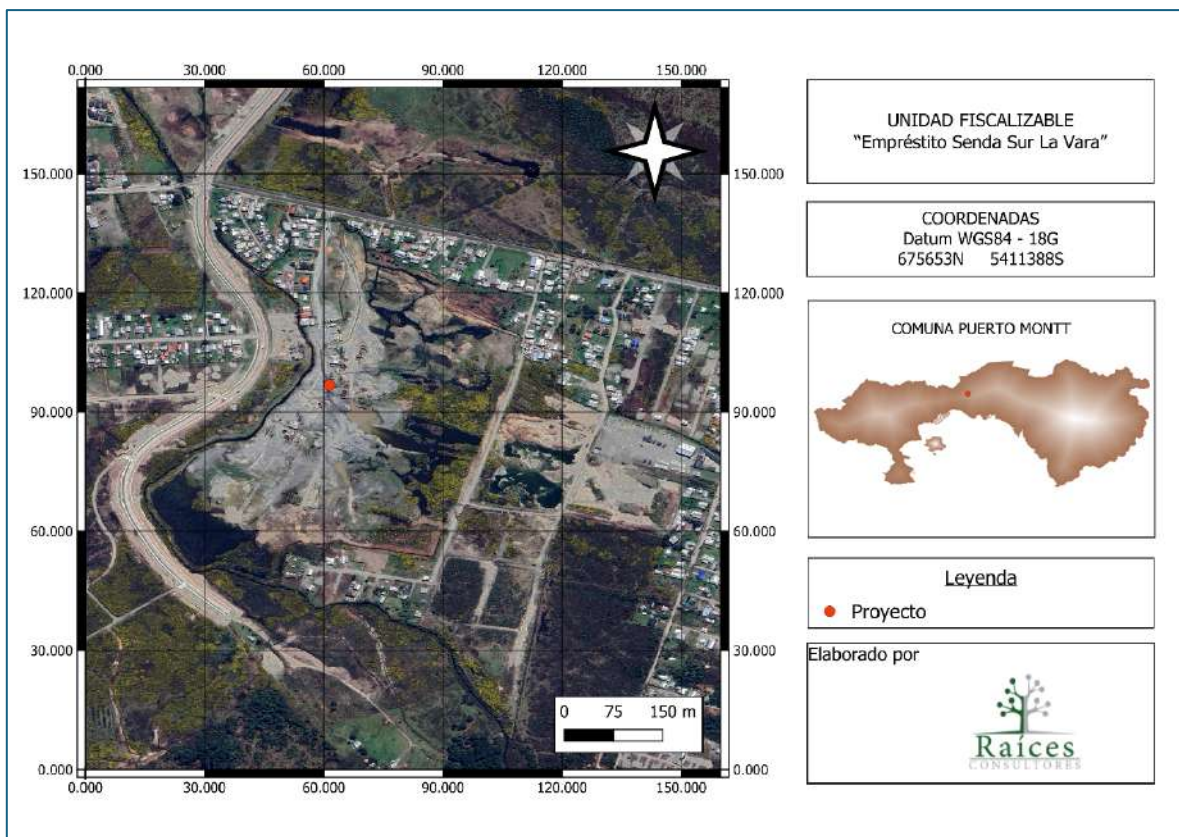 0.000 30.000 60.000 90.000 120.000 150.000
150.000 150.000
120.000 120.000
90.000 90.000
60.000 60.000
30.000 30.000
0.000 0.000
0.000 30.000 60.000 90.000 120.000 150.000
0 75 150 m
UNIDAD FISCALIZABLE
“Empréstito Senda Sur La Vara”
COORDENADAS
Datum WGS84 - 18G
675653N 5411388S
COMUNA PUERTO MONTT
Leyenda
Proyecto
Elaborado por
Raíces
CONSULTORES